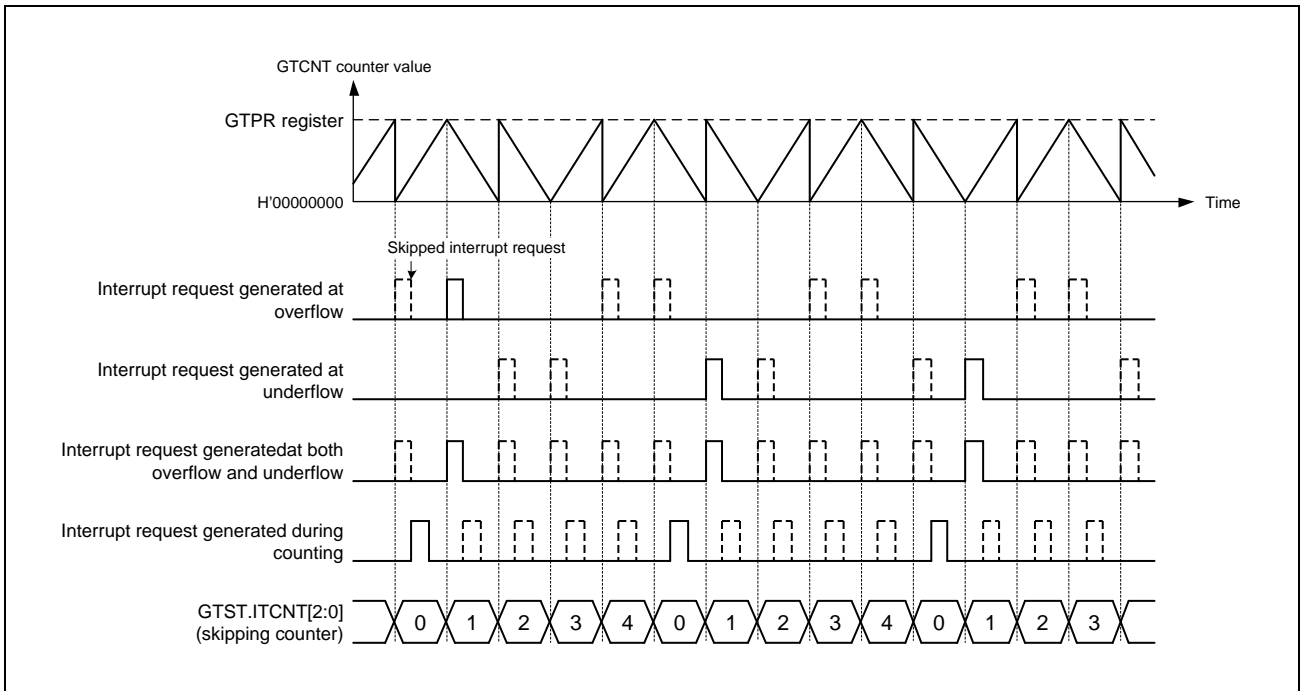 GTCNT counter value
GTPR register
H'00000000
Time
Skipped interrupt request
Interrupt request generated at
overflow
Interrupt request generated at
underflow
Interrupt request generatedat both
overflow and underflow
Interrupt request generated during
counting
GTST.ITCNT[2:0]
(skipping counter)
0 1 2 3 4 0 1 2 3 4 0 1 2 3